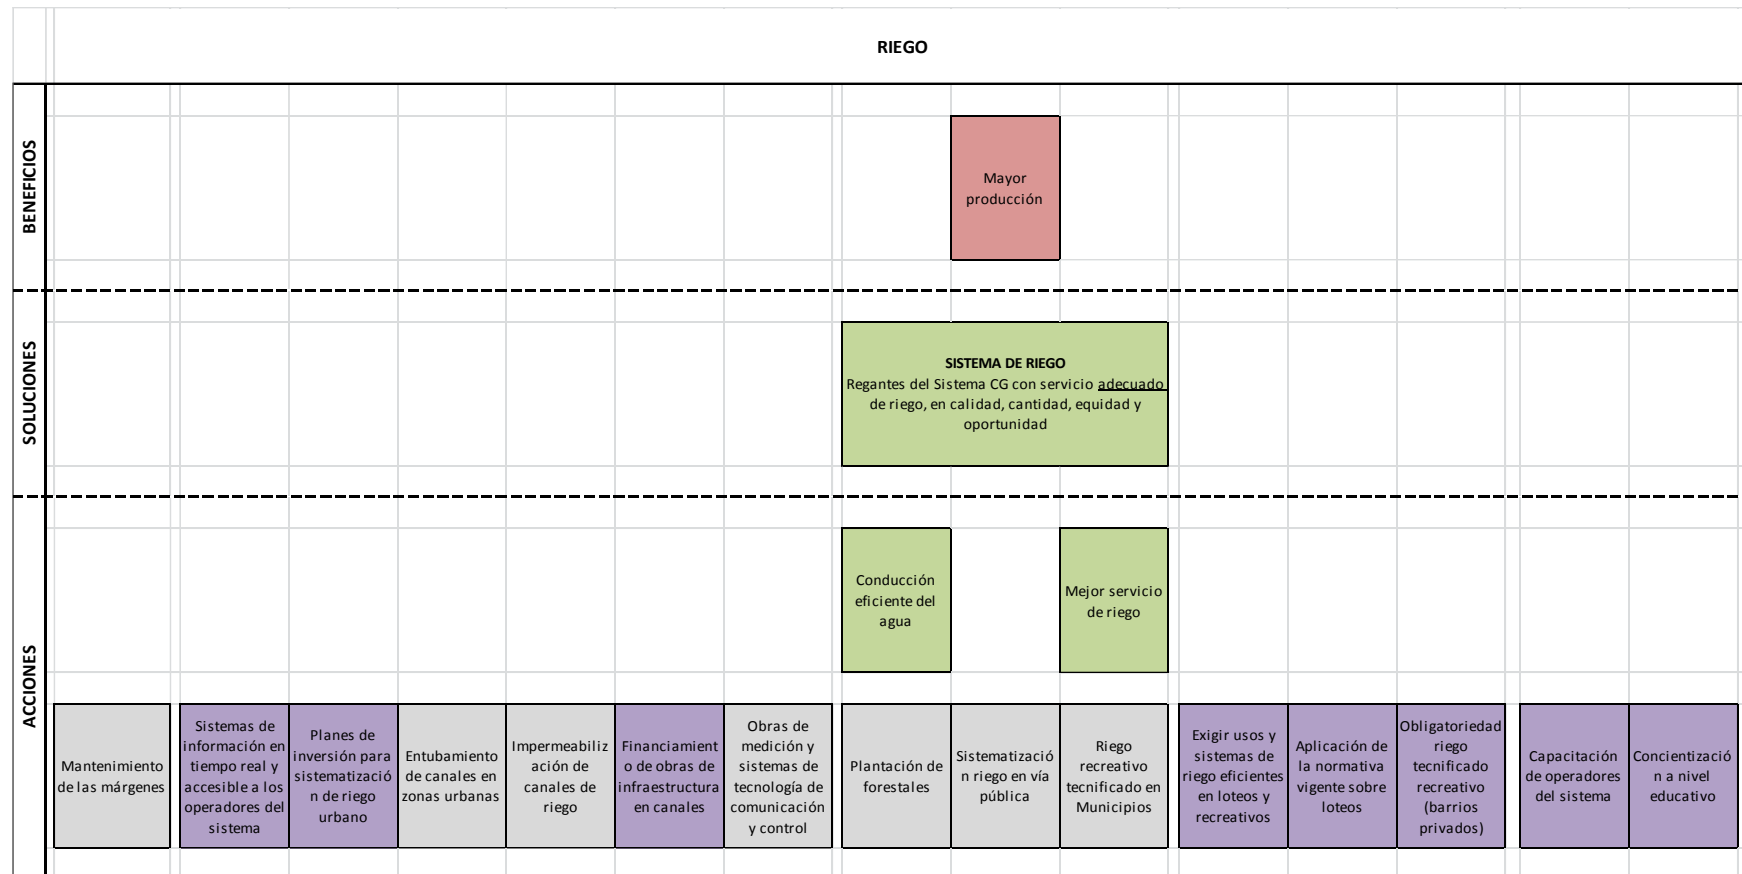 RIEGO
BENEFICIOS
Mayor
producción
SOLUCIONES
SISTEMA DE RIEGO
Regantes del Sistema CG con servicio adecuado
de riego, en calidad, cantidad, equidad y
oportunidad
ACCIONES
Conducción
eficiente del
agua
Mejor servicio
de riego
Mantenimiento
de las márgenes
Sistemas de
información en
tiempo real y
accesible a los
operadores del
sistema
Planes de
inversión para
sistematizació
n de riego
urbano
Entubamiento
de canales en
zonas urbanas
Impermeabiliz
ación de
canales de
riego
Financiamient
o de obras de
infraestructura
en canales
Obras de
medición y
sistemas de
tecnología de
comunicación
y control
Plantación de
forestales
Sistematizació
n riego en vía
pública
Riego
recreativo
tecnificado en
Municipios
Exigir usos y
sistemas de
riego eficientes
en loteos y
recreativos
Aplicación de
la normativa
vigente sobre
loteos
Obligatoriedad
riego
tecnificado
recreativo
(barrios
privados)
Capacitación
de operadores
del sistema
Concientizació
n a nivel
educativo